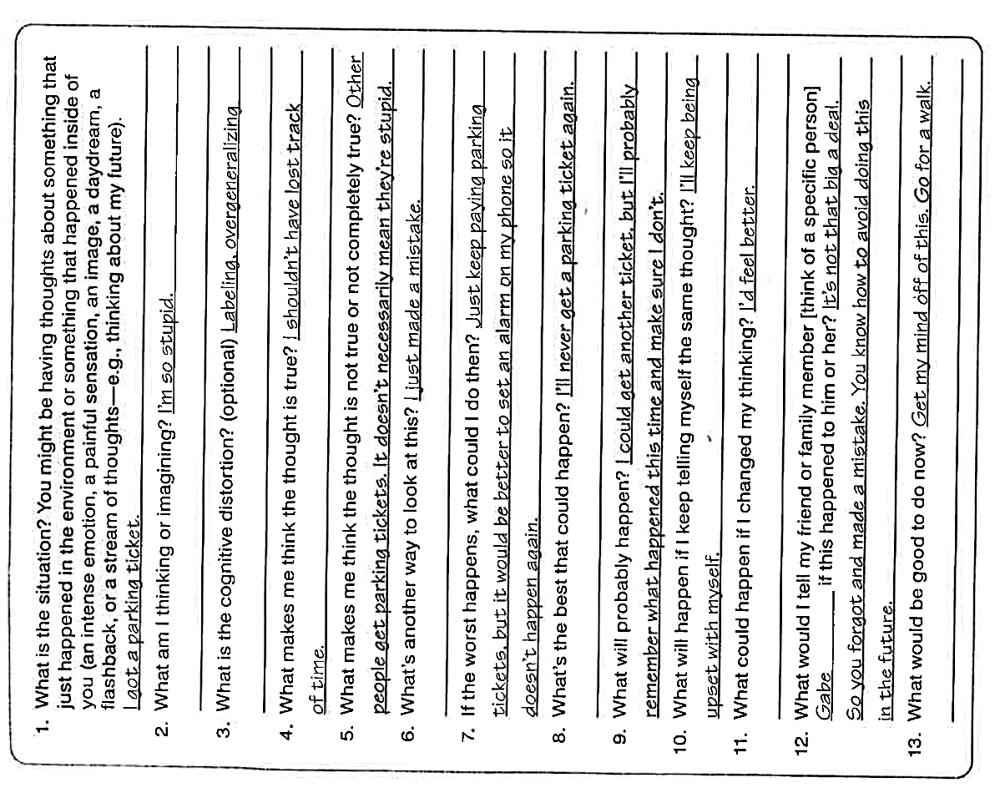 1. What is the situation? You might be having thoughts about something that
just happened in the environment or something that happened inside of
you (an intense emotion, a painful sensation, an image, a daydream, a
flashback, or a stream of thoughts—e.g., thinking about my future).
I got a parking ticket.
2. What am I thinking or imagining? I'm so stupid.
3. What is the cognitive distortion? (optional) Labeling, overgeneralizing
4. What makes me think the thought is true? I shouldn't have lost track
of time.
5. What makes me think the thought is not true or not completely true? Other
people get parking tickets. It doesn't necessarily mean they're stupid.
6. What's another way to look at this? I just made a mistake.
7. If the worst happens, what could I do then? Just keep paying parking
tickets, but it would be better to set an alarm on my phone so it
doesn't happen again.
8. What's the best that could happen? I'll never get a parking ticket again.
9. What will probably happen? I could get another ticket, but I'll probably
remember what happened this time and make sure I don't.
10. What will happen if I keep telling myself the same thought? I'll keep being
upset with myself.
11. What could happen if I changed my thinking? I'd feel better.
12. What would I tell my friend or family member [think of a specific person]
Gabe if this happened to him or her? It's not that big a deal.
So you forgot and made a mistake. You know how to avoid doing this
in the future.
13. What would be good to do now? Get my mind off of this. Go for a walk.